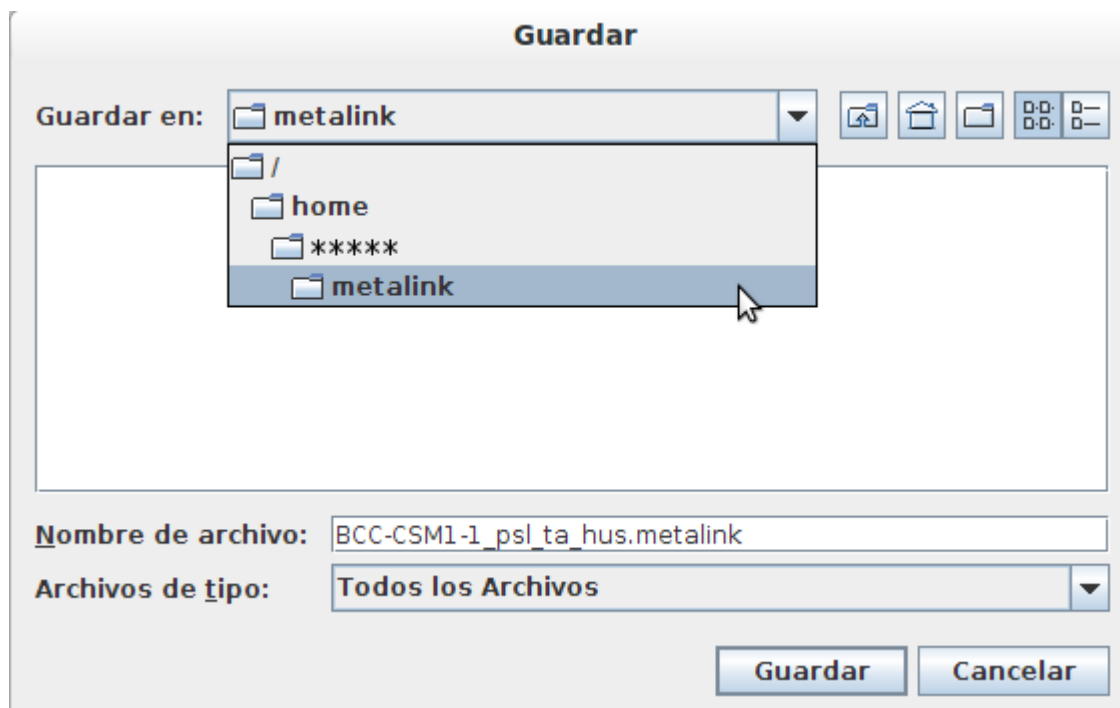 Guardar
Guardar en: metalink
/
home
*****
metalink
Nombre de archivo: BCC-CSM1-1_psl_ta_hus.metalink
Archivos de tipo: Todos los Archivos
Guardar Cancelar